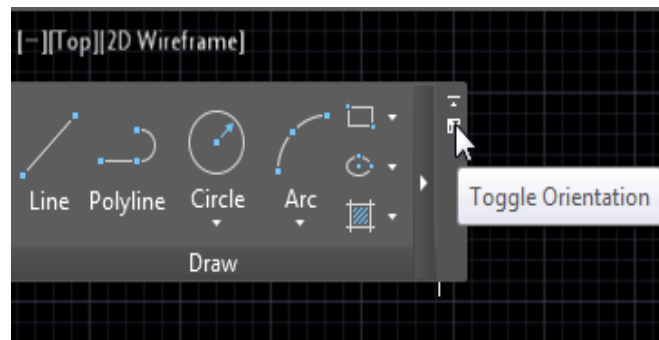 [−][Top][2D Wireframe]
Line Polyline Circle Arc
Toggle Orientation
Draw